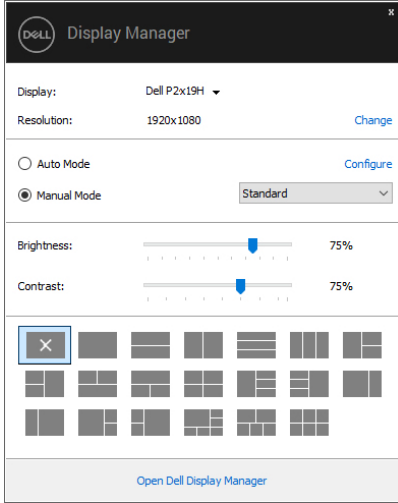 x
DELL Display Manager
Display: Dell P2x19H
Resolution: 1920x1080 Change
Auto Mode Configure
Manual Mode Standard
Brightness: 75%
Contrast: 75%
Open Dell Display Manager